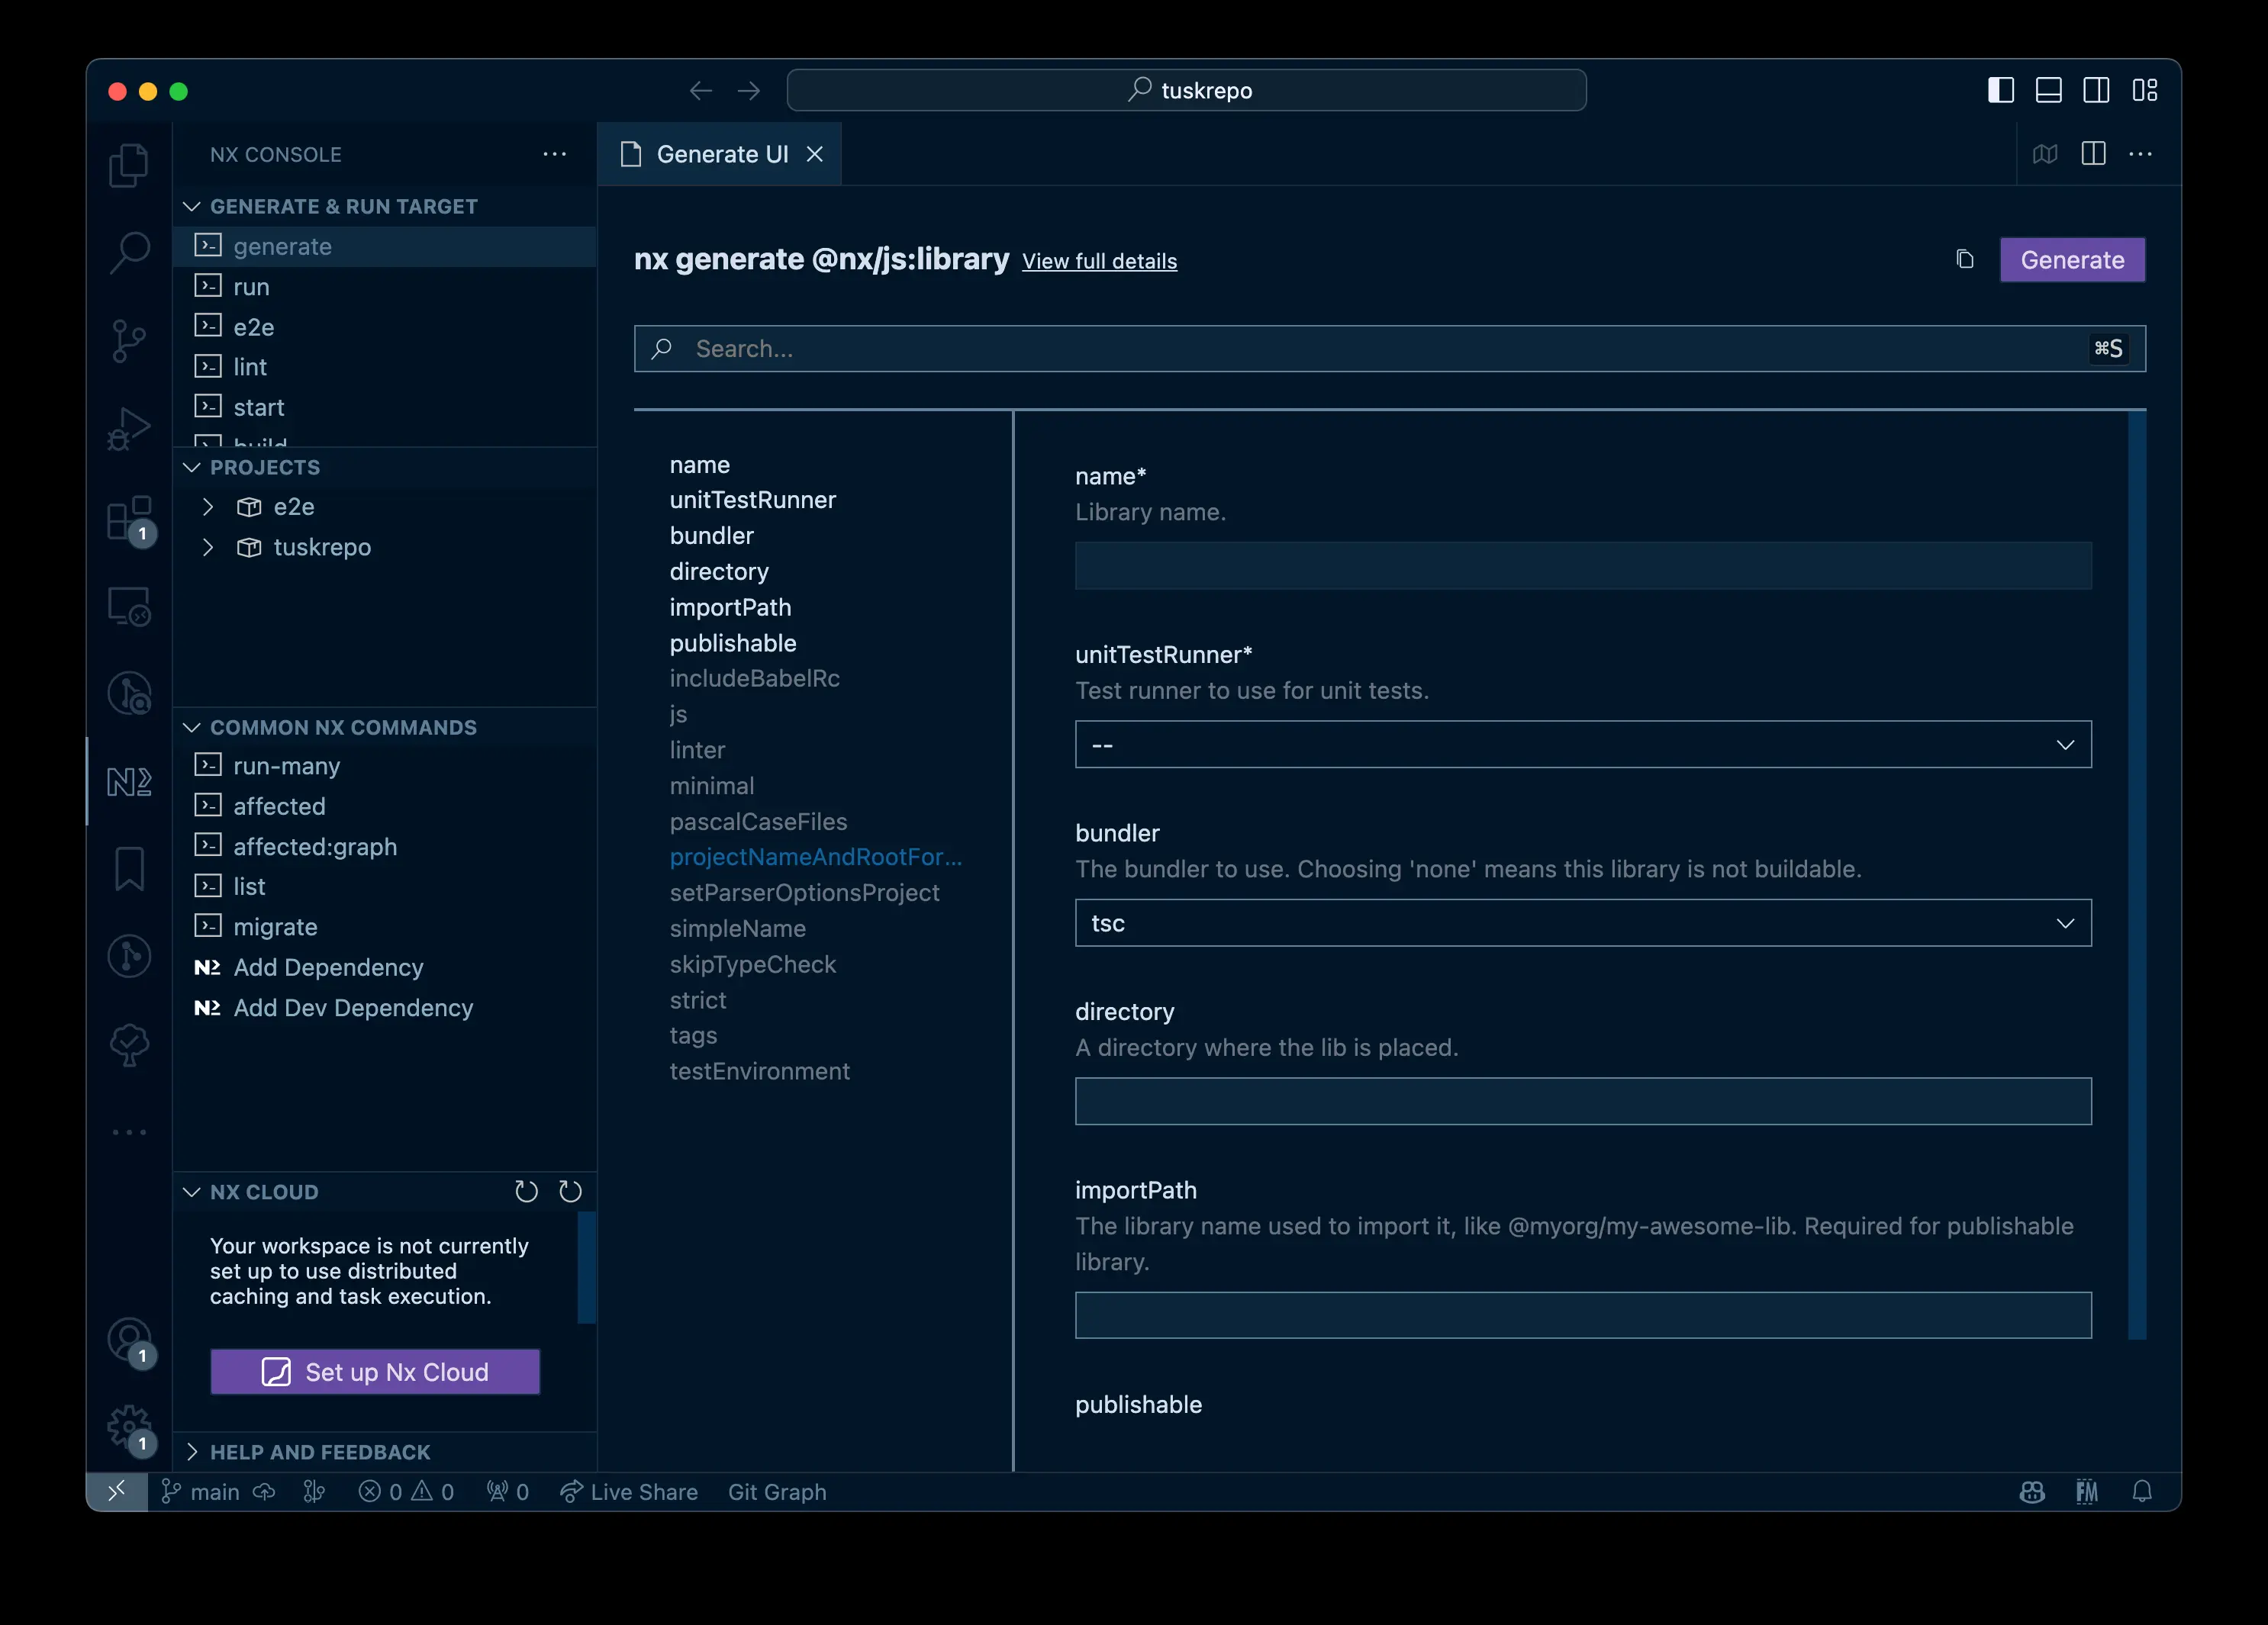 tuskrepo
NX CONSOLE
Generate UI
GENERATE & RUN TARGET
generate
run
e2e
lint
start
build
PROJECTS
e2e
tuskrepo
COMMON NX COMMANDS
run-many
affected
affected:graph
list
migrate
Add Dependency
Add Dev Dependency
NX CLOUD
Your workspace is not currently
set up to use distributed
caching and task execution.
Set up Nx Cloud
HELP AND FEEDBACK
1
1
1
nx generate @nx/js:library View full details
Generate
Search...
⌘S
name
unitTestRunner
bundler
directory
importPath
publishable
includeBabelRc
js
linter
minimal
pascalCaseFiles
projectNameAndRootFor...
setParserOptionsProject
simpleName
skipTypeCheck
strict
tags
testEnvironment
name*
Library name.
unitTestRunner*
Test runner to use for unit tests.
--
bundler
The bundler to use. Choosing 'none' means this library is not buildable.
tsc
directory
A directory where the lib is placed.
importPath
The library name used to import it, like @myorg/my-awesome-lib. Required for publishable
library.
publishable
main 0 0 0 Live Share Git Graph FM